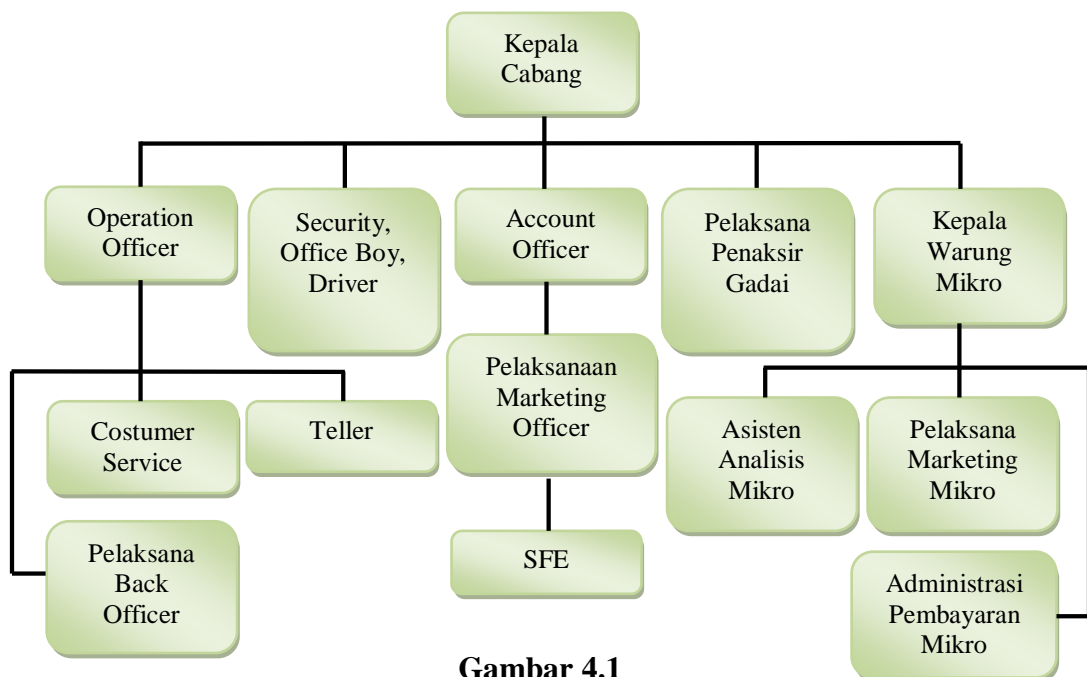 Kepala
Cabang
Operation
Officer
Security,
Office Boy,
Driver
Account
Officer
Pelaksana
Penaksir
Gadai
Kepala
Warung
Mikro
Costumer
Service
Teller
Pelaksanaan
Marketing
Officer
Asisten
Analisis
Mikro
Pelaksana
Marketing
Mikro
Pelaksana
Back
Officer
SFE
Administrasi
Pembayaran
Mikro
Gambar 4.1